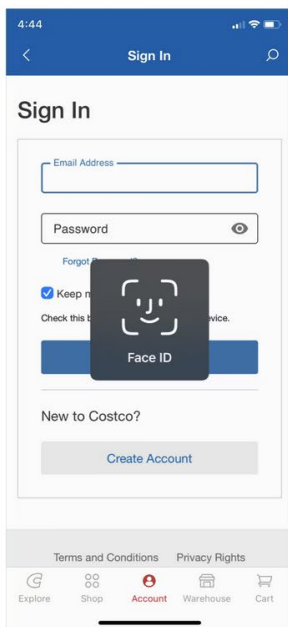 4:44
Sign In
Sign In
Email Address
Password
Forgot
Keep
Check this
vice.
Face ID
New to Costco?
Create Account
Terms and Conditions Privacy Rights
Explore Shop Account Warehouse Cart